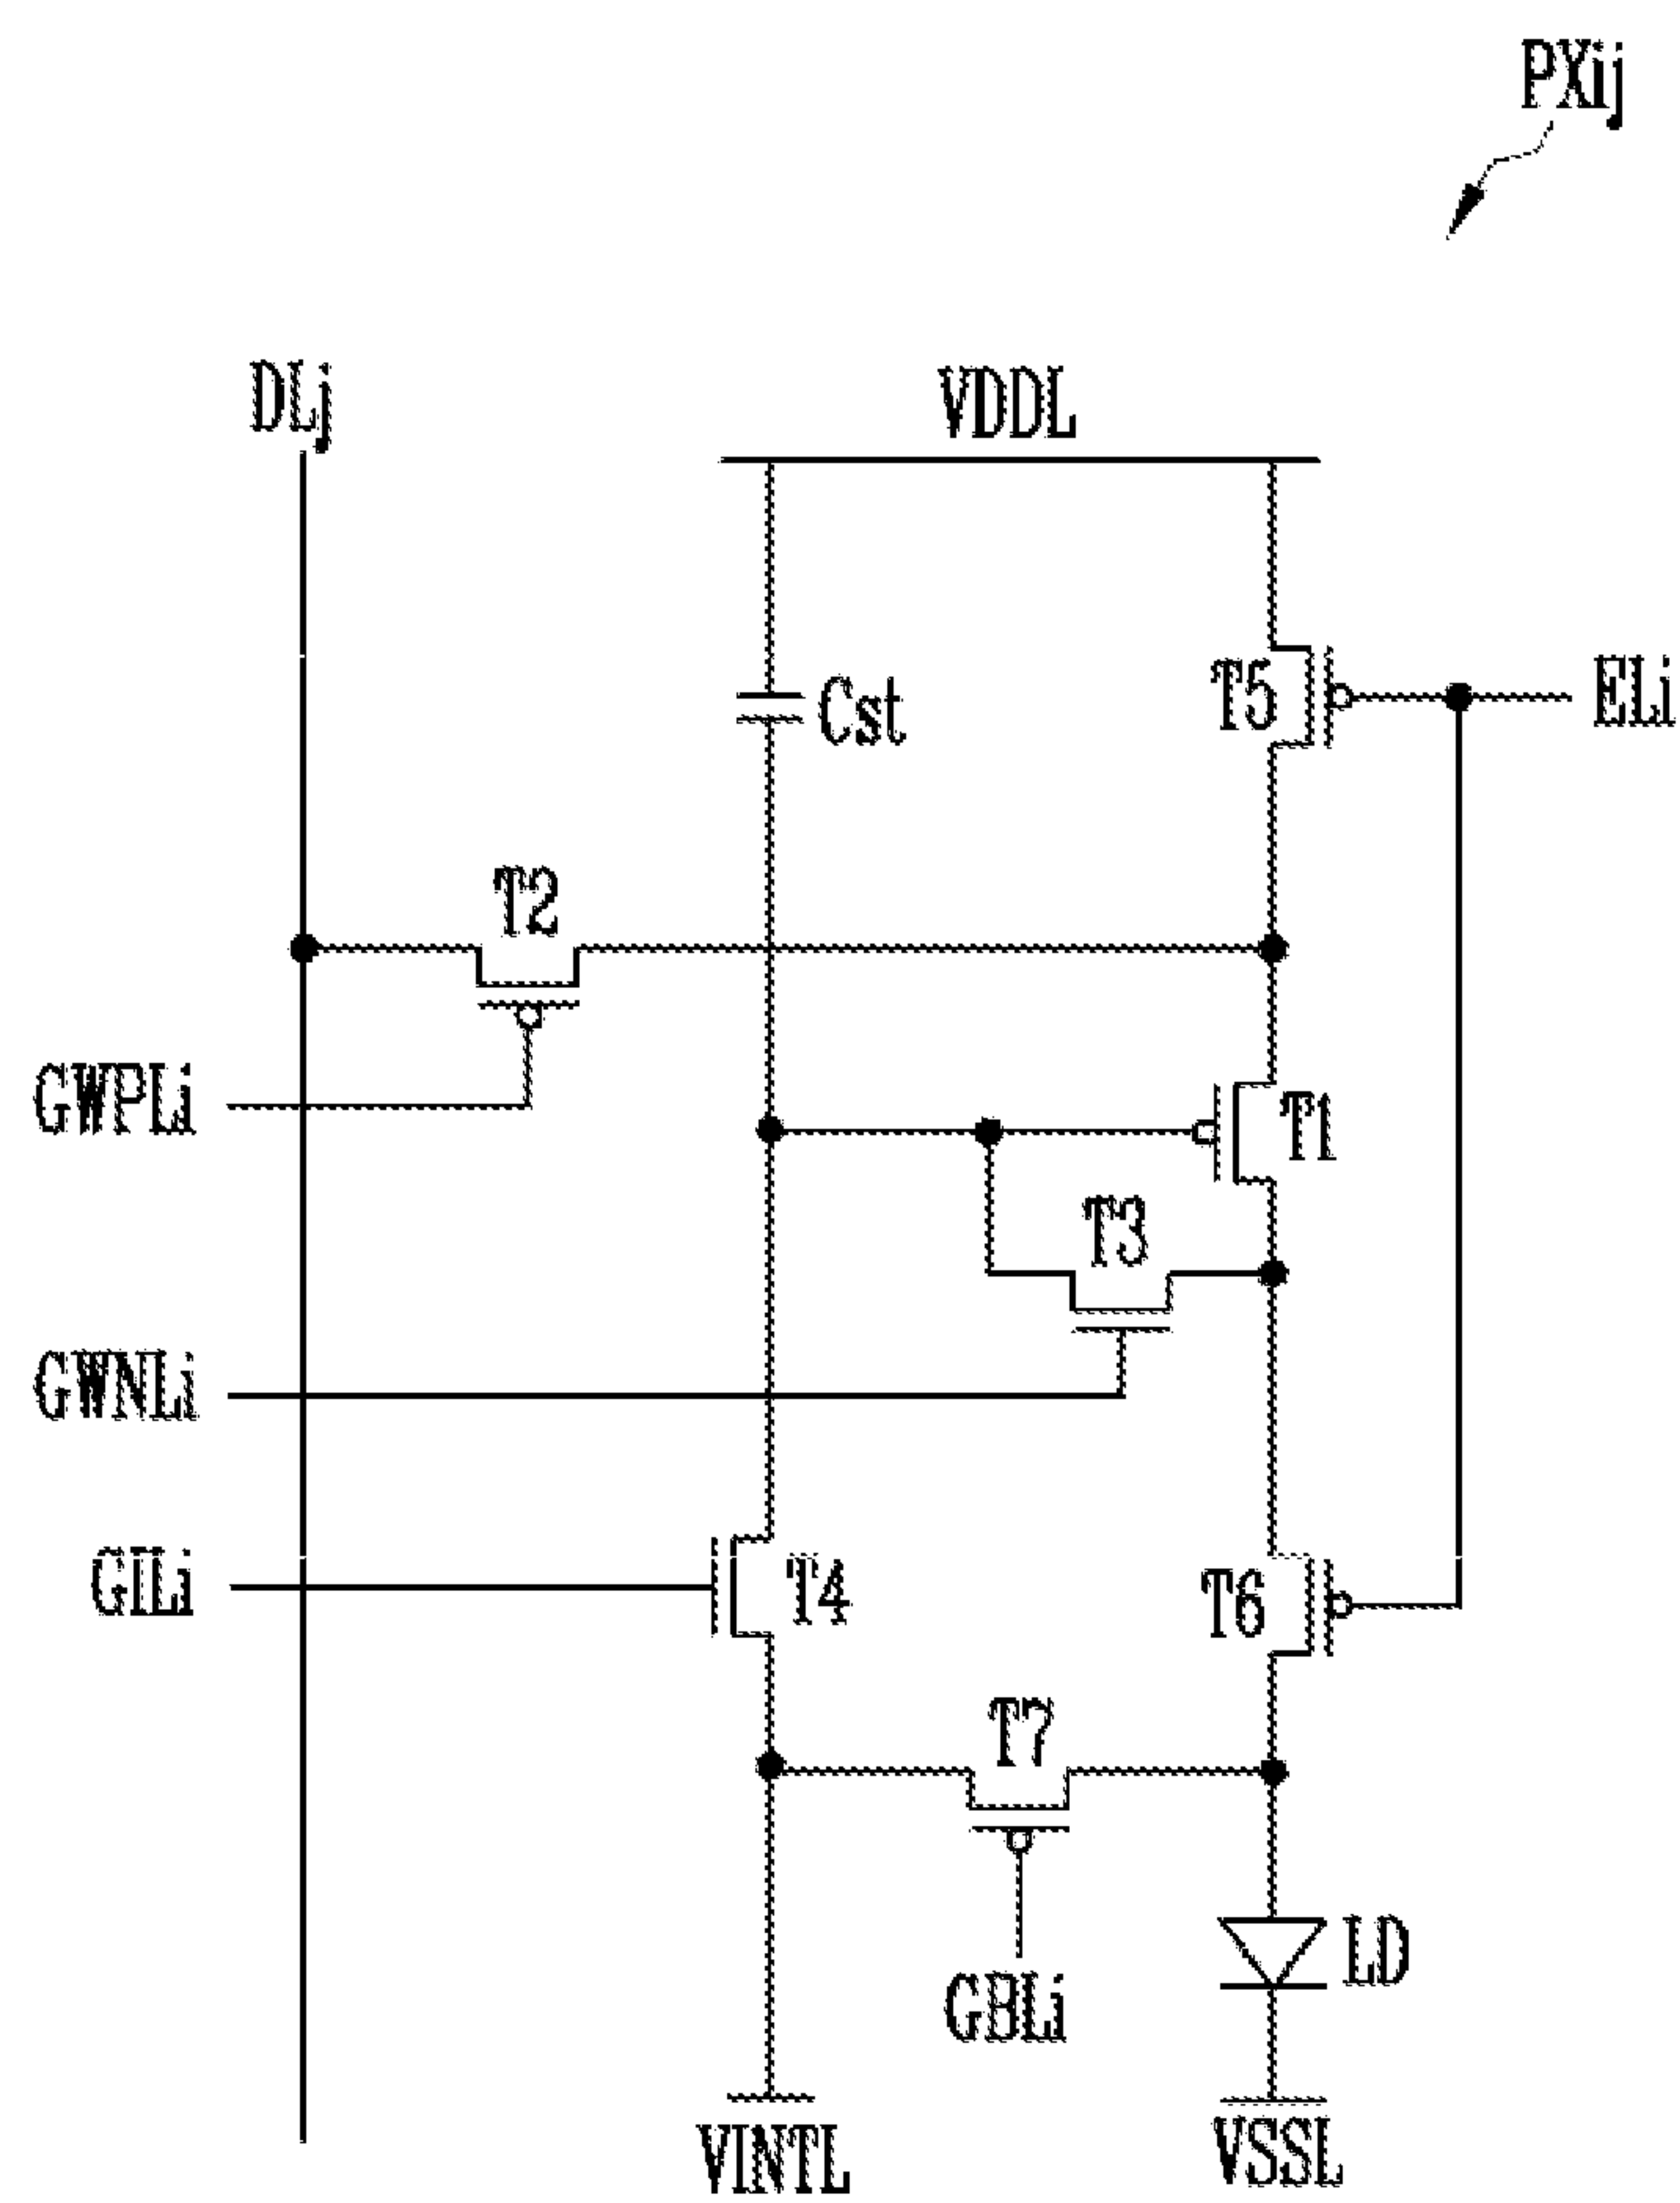 PXij
DLj
VDDL
Cst
T5
ELi
T2
GWPLi
T1
T3
GWNLi
GILi
T4
T6
T7
LD
GBLi
VINTL
VSSL